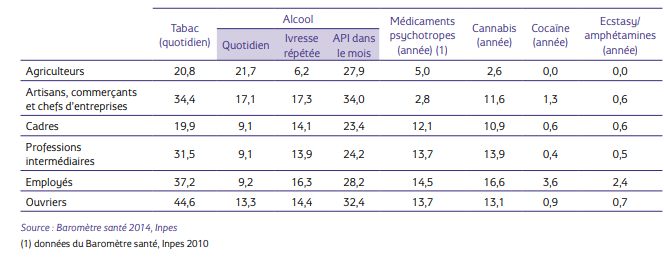 Tabac (quotidien) Alcool Médicaments psychotropes (année) (1) Cannabis (année) Cocaïne (année) Ecstasy/ amphétamines (année)
Quotidien Ivresse répétée API dans le mois
Agriculteurs 20,8 21,7 6,2 27,9 5,0 2,6 0,0 0,0
Artisans, commerçants et chefs d'entreprises 34,4 17,1 17,3 34,0 2,8 11,6 1,3 0,6
Cadres 19,9 9,1 14,1 23,4 12,1 10,9 0,6 0,6
Professions intermédiaires 31,5 9,1 13,9 24,2 13,7 13,9 0,4 0,5
Employés 37,2 9,2 16,3 28,2 14,5 16,6 3,6 2,4
Ouvriers 44,6 13,3 14,4 32,4 13,7 13,1 0,9 0,7
Source : Baromètre santé 2014, Inpes
(1) données du Baromètre santé, Inpes 2010